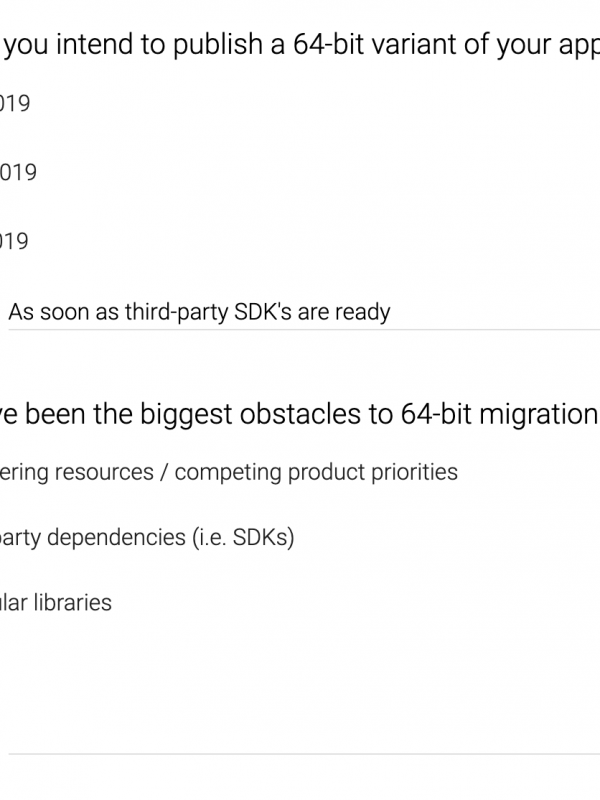 you intend to publish a 64-bit variant of your app
019
019
019
As soon as third-party SDK's are ready
ve been the biggest obstacles to 64-bit migration
ering resources / competing product priorities
party dependencies (i.e. SDKs)
lar libraries